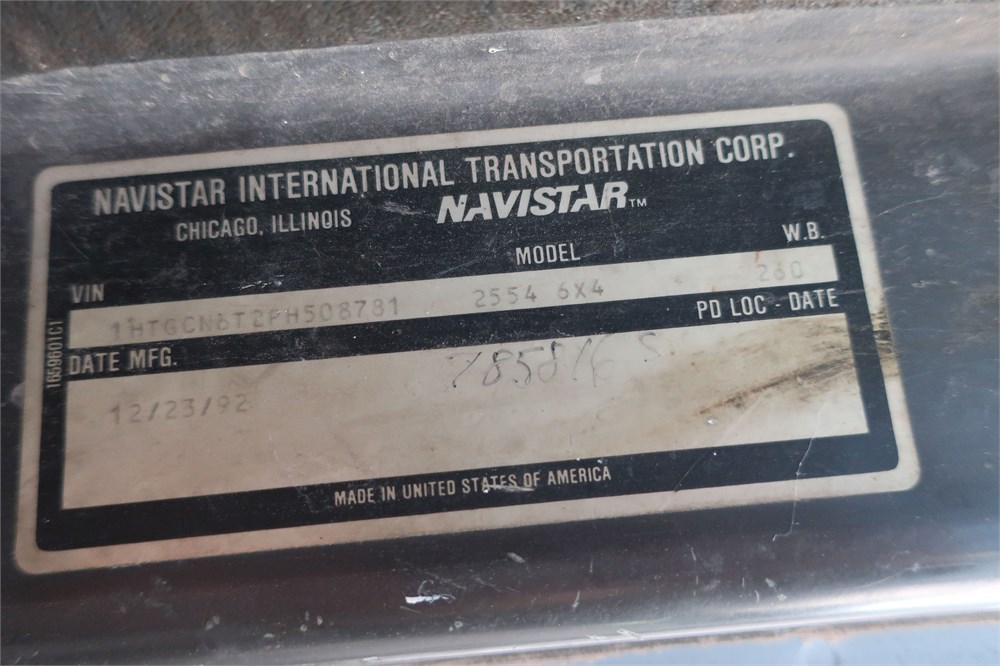 NAVISTAR INTERNATIONAL TRANSPORTATION CORP.
CHICAGO, ILLINOIS NAVISTAR™
VIN MODEL W.B.
2554 6X4 260
DATE MFG. PD LOC - DATE
12/23/92
MADE IN UNITED STATES OF AMERICA
1659601C1